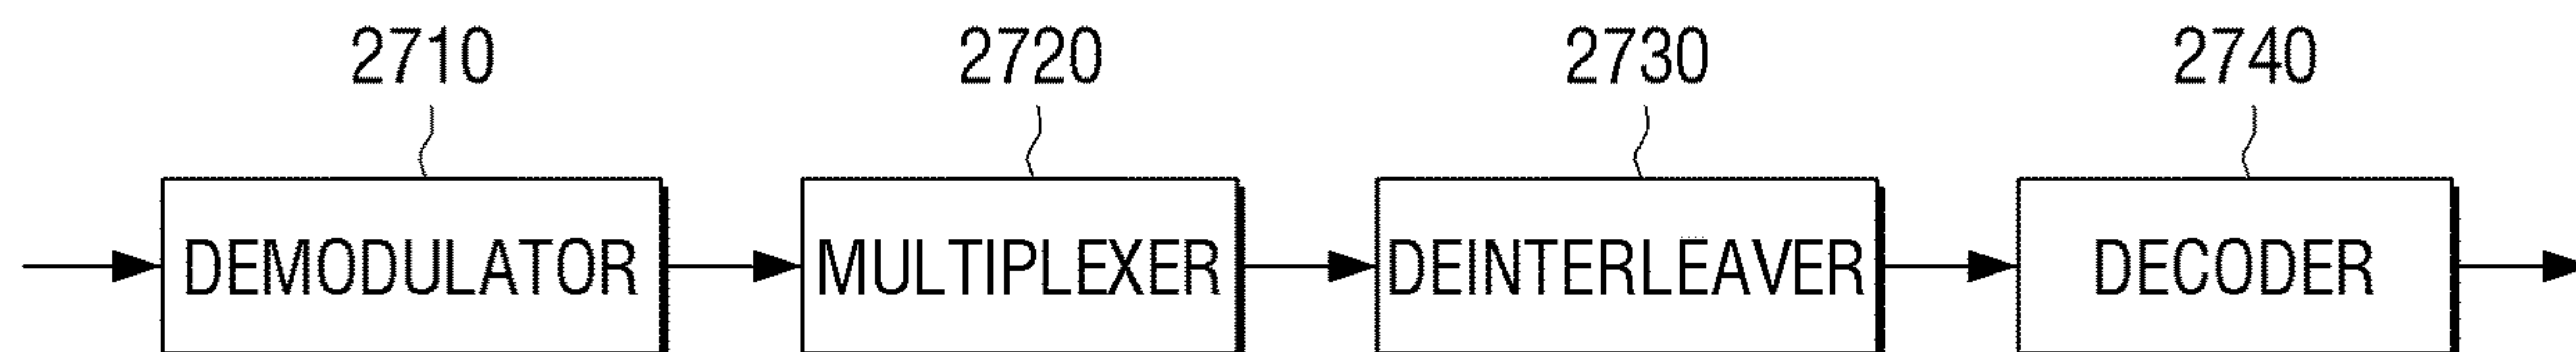 2710 2720 2730 2740
DEMODULATOR MULTIPLEXER DEINTERLEAVER DECODER